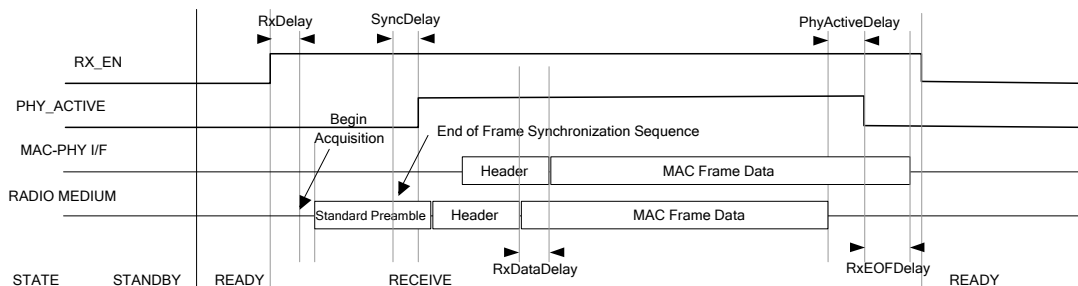 RxDelay
SyncDelay
PhyActiveDelay
RX_EN
PHY_ACTIVE
Begin
Acquisition
End of Frame Synchronization Sequence
MAC-PHY I/F
Header
MAC Frame Data
RADIO MEDIUM
Standard Preamble
Header
MAC Frame Data
RxDataDelay
RxEOFDelay
STATE
STANDBY
READY
RECEIVE
READY